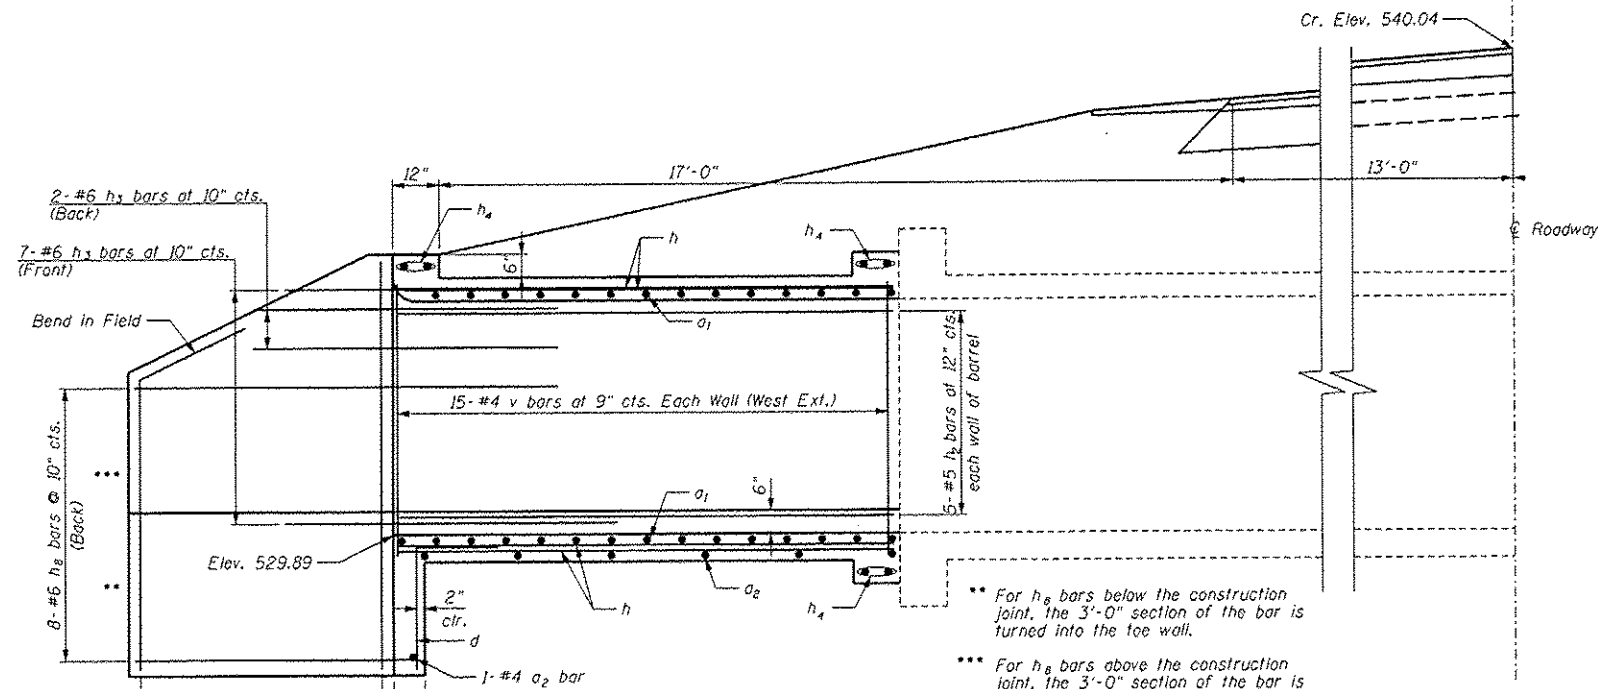 Cr. Elev. 540.04
12"
17'-0"
13'-0"
2-#6 h3 bars at 10" cts.
(Back)
h4
h
h4
℄ Roadway
7-#6 h3 bars at 10" cts.
(Front)
6"
Bend in Field
a1
15-#4 v bars at 9" cts. Each Wall (West Ext.)
5-#5 h2 bars at 12" cts.
each wall of barrel
8-#6 h8 bars @ 10" cts.
(Back)
***
6"
a1
Elev. 529.89
**
2"
clr.
h
a2
h4
d
1-#4 a2 bar
** For h8 bars below the construction
joint, the 3'-0" section of the bar is
turned into the toe wall.
*** For h8 bars above the construction
joint, the 3'-0" section of the bar is